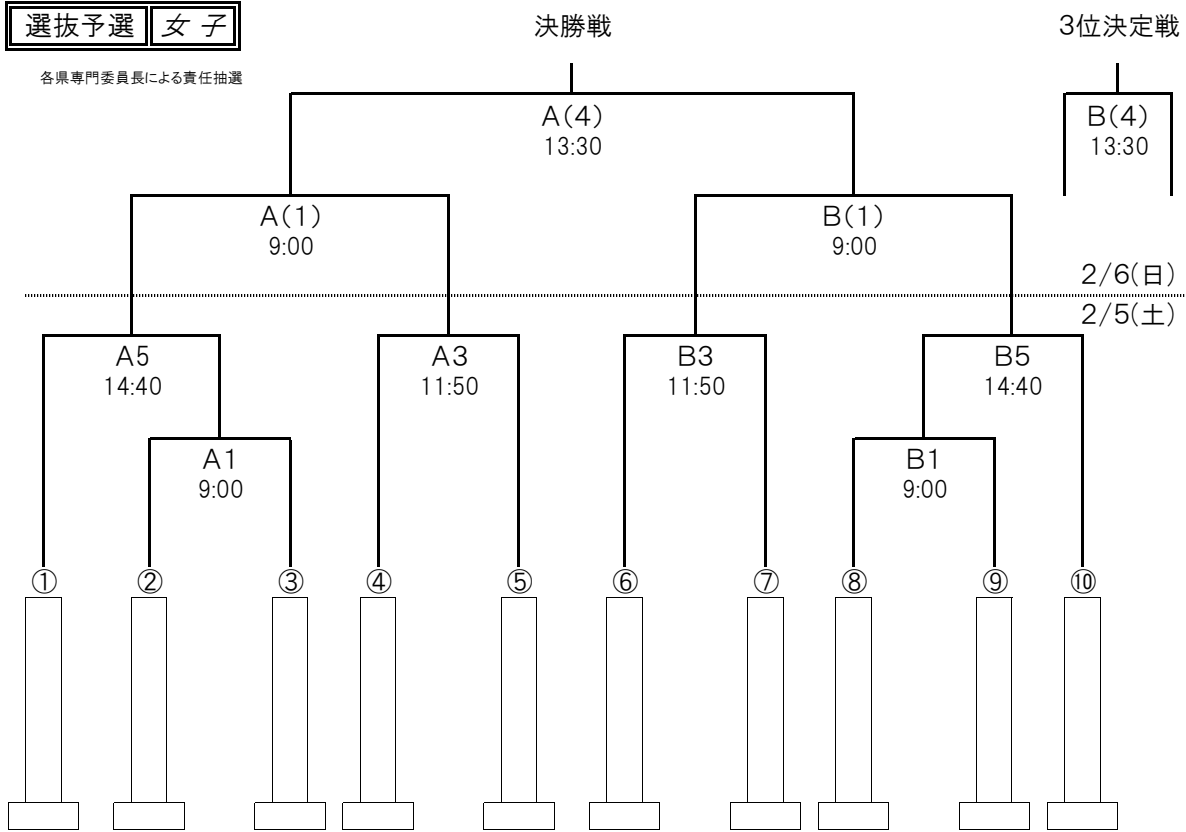 選抜予選 女子
決勝戦
3位決定戦
各県専門委員長による責任抽選
A(4)
13:30
B(4)
13:30
A(1)
9:00
B(1)
9:00
2/6(日)
2/5(土)
A5
14:40
A3
11:50
B3
11:50
B5
14:40
A1
9:00
B1
9:00
① ② ③ ④ ⑤ ⑥ ⑦ ⑧ ⑨ ⑩